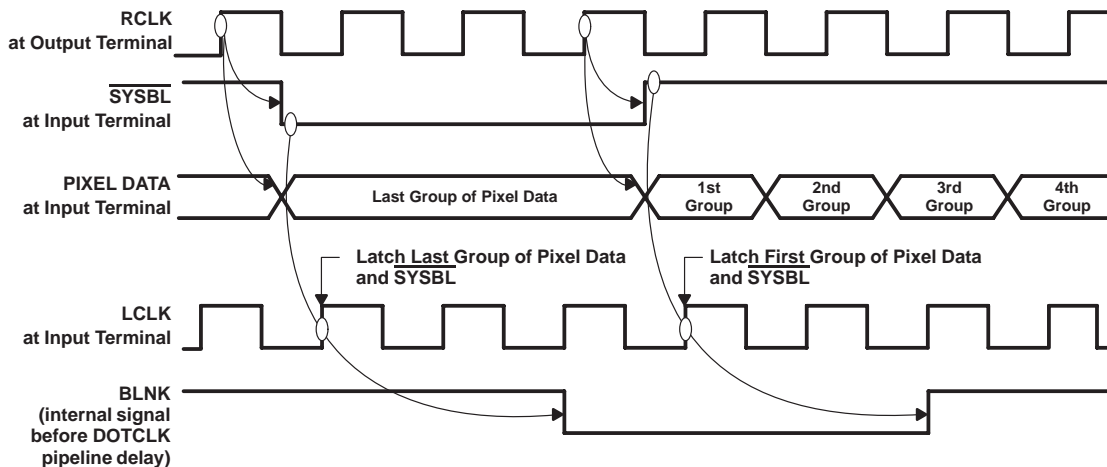 RCLK
at Output Terminal
SYSBL
at Input Terminal
PIXEL DATA
at Input Terminal
Last Group of Pixel Data
1st
Group
2nd
Group
3rd
Group
4th
Group
Latch Last Group of Pixel Data
and SYSBL
Latch First Group of Pixel Data
and SYSBL
LCLK
at Input Terminal
BLNK
(internal signal
before DOTCLK
pipeline delay)